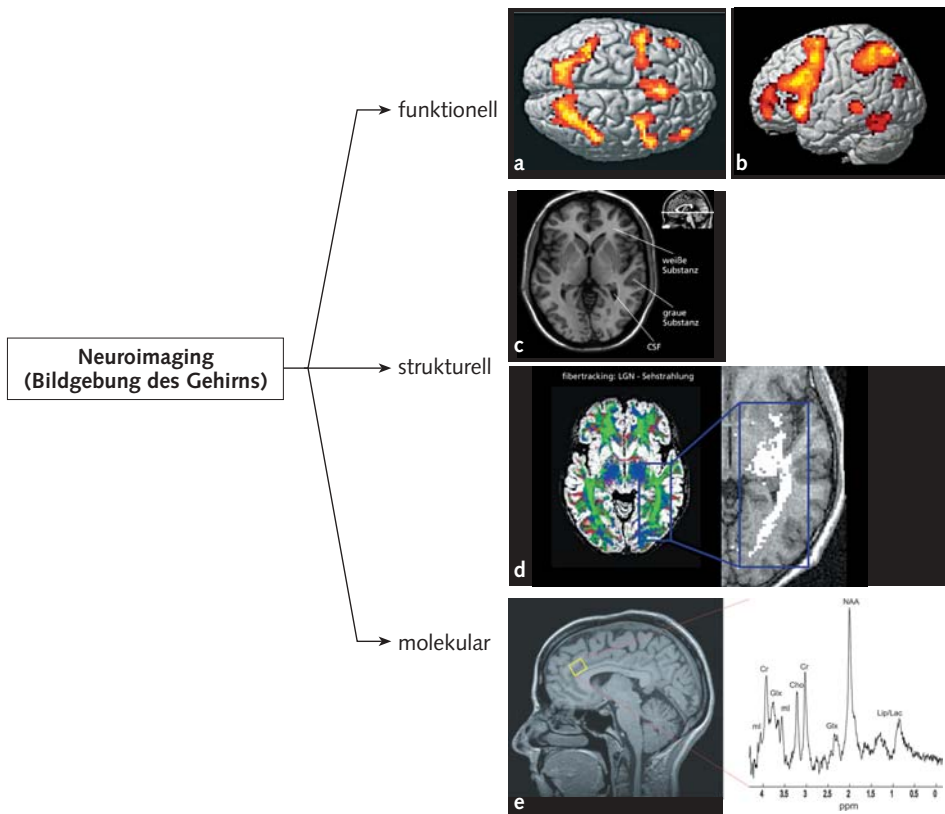 funktionell
a
b
weiße
Substanz
graue
Substanz
CSF
c
Neuroimaging
(Bildgebung des Gehirns)
strukturell
fibertracking: LGN - Sehstrahlung
d
molekular
NAA
Cr
Cr
Glx
Cho
mI
mI
Glx
Lip/Lac
4 3.5 3 2.5 2 1.5 1 0.5 0
ppm
e